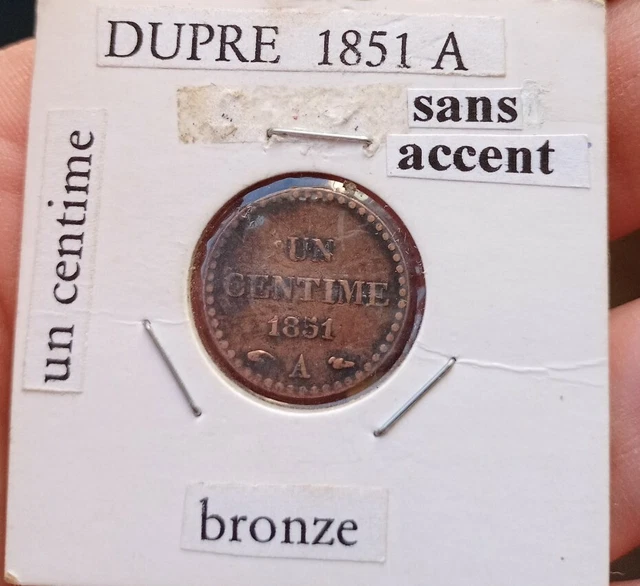 DUPRE 1851 A
sans
accent
un centime
UN
CENTIME
1851
A
bronze